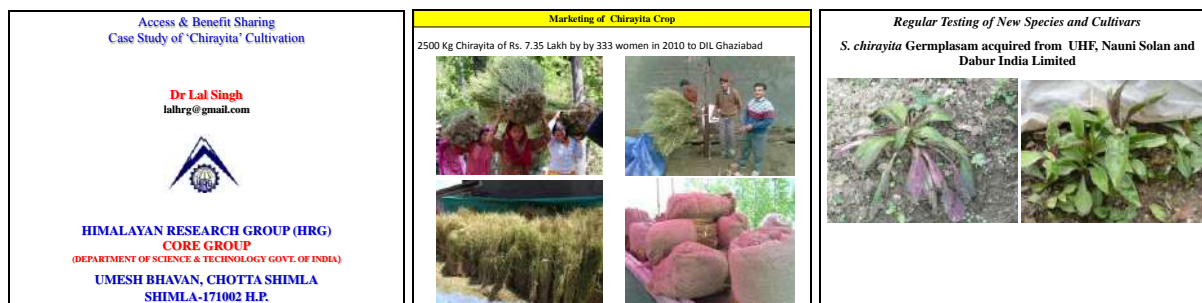 Access & Benefit Sharing
Case Study of ‘Chirayita’ Cultivation
Dr Lal Singh
lalhrg@gmail.com
HRG
HIMALAYAN RESEARCH GROUP (HRG)
CORE GROUP
(DEPARTMENT OF SCIENCE & TECHNOLOGY GOVT. OF INDIA)
UMESH BHAVAN, CHOTTA SHIMLA
SHIMLA-171002 H.P.
Marketing of Chirayita Crop
2500 Kg Chirayita of Rs. 7.35 Lakh by by 333 women in 2010 to DIL Ghaziabad
Regular Testing of New Species and Cultivars
S. chirayita Germplasam acquired from UHF, Nauni Solan and
Dabur India Limited